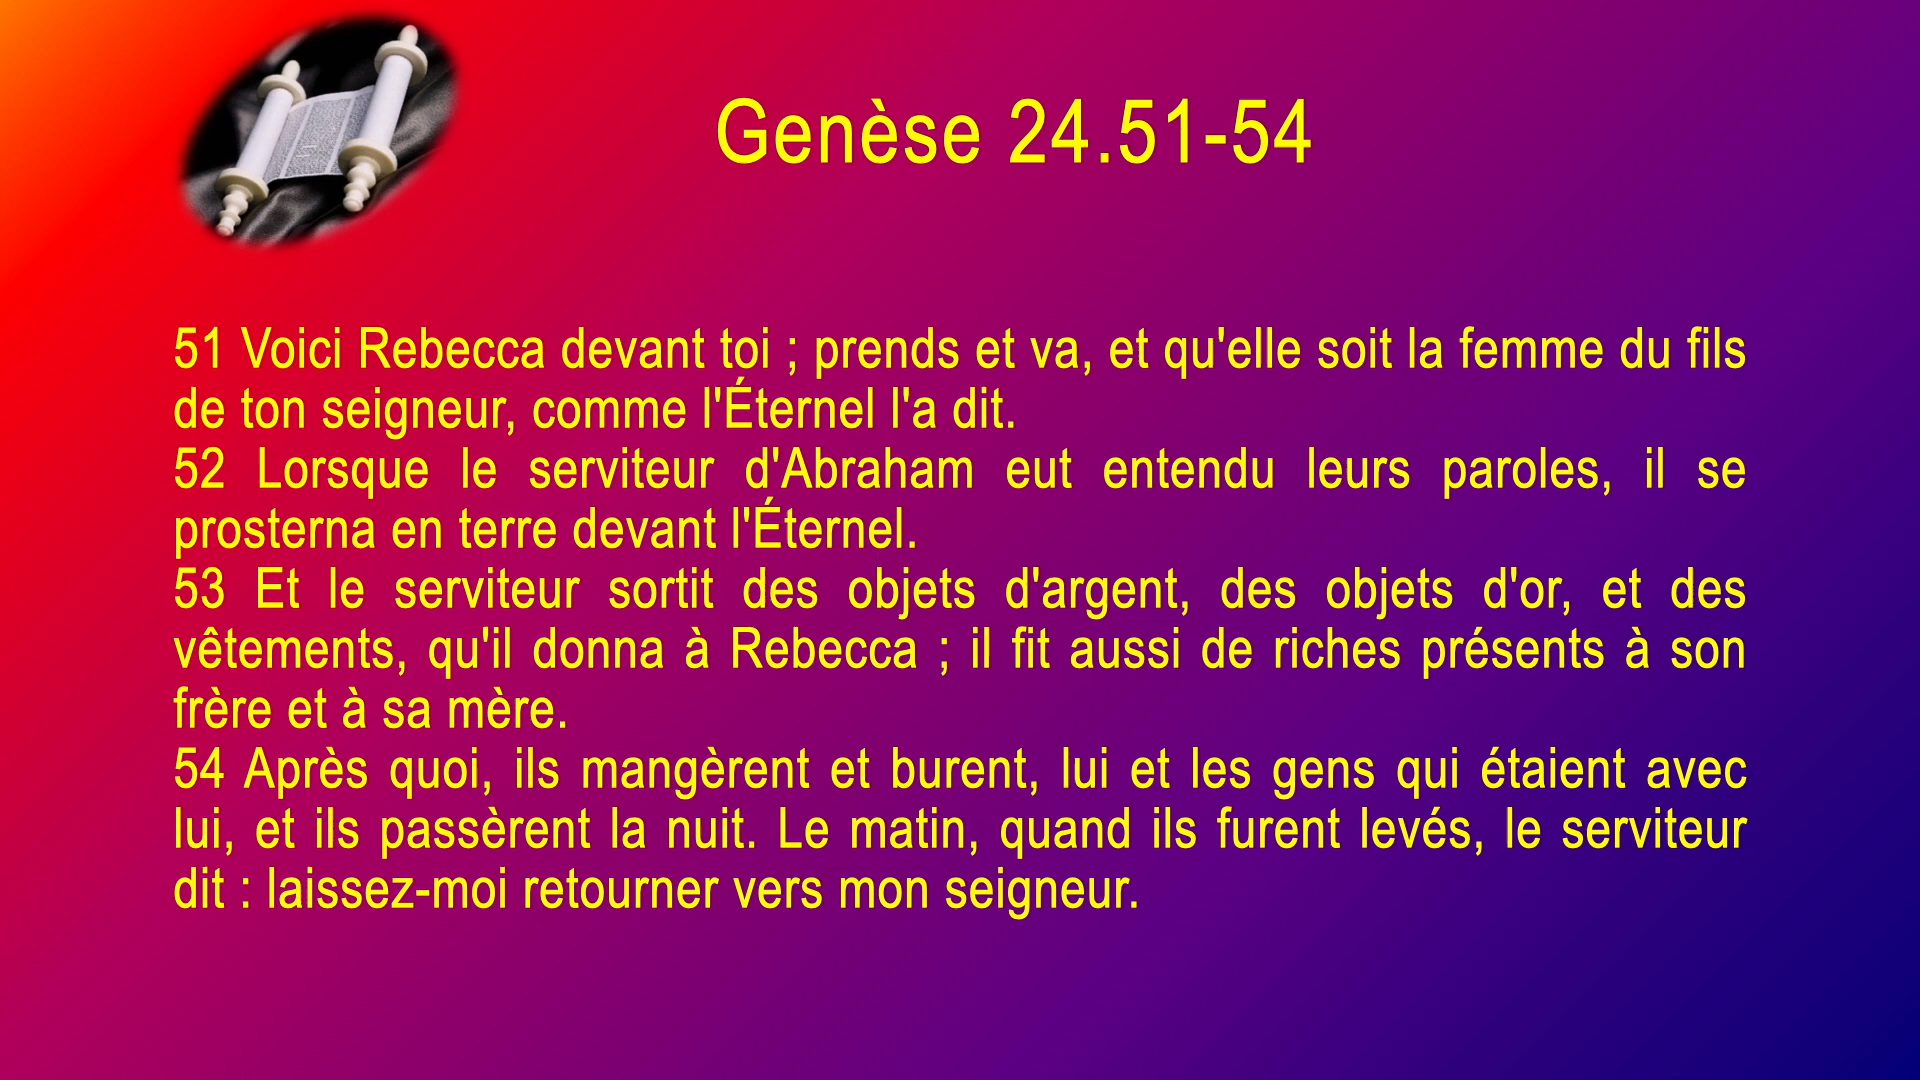 Genèse 24.51-54
51 Voici Rebecca devant toi ; prends et va, et qu'elle soit la femme du fils
de ton seigneur, comme l'Éternel l'a dit.
52 Lorsque le serviteur d'Abraham eut entendu leurs paroles, il se
prosterna en terre devant l'Éternel.
53 Et le serviteur sortit des objets d'argent, des objets d'or, et des
vêtements, qu'il donna à Rebecca ; il fit aussi de riches présents à son
frère et à sa mère.
54 Après quoi, ils mangèrent et burent, lui et les gens qui étaient avec
lui, et ils passèrent la nuit. Le matin, quand ils furent levés, le serviteur
dit : laissez-moi retourner vers mon seigneur.